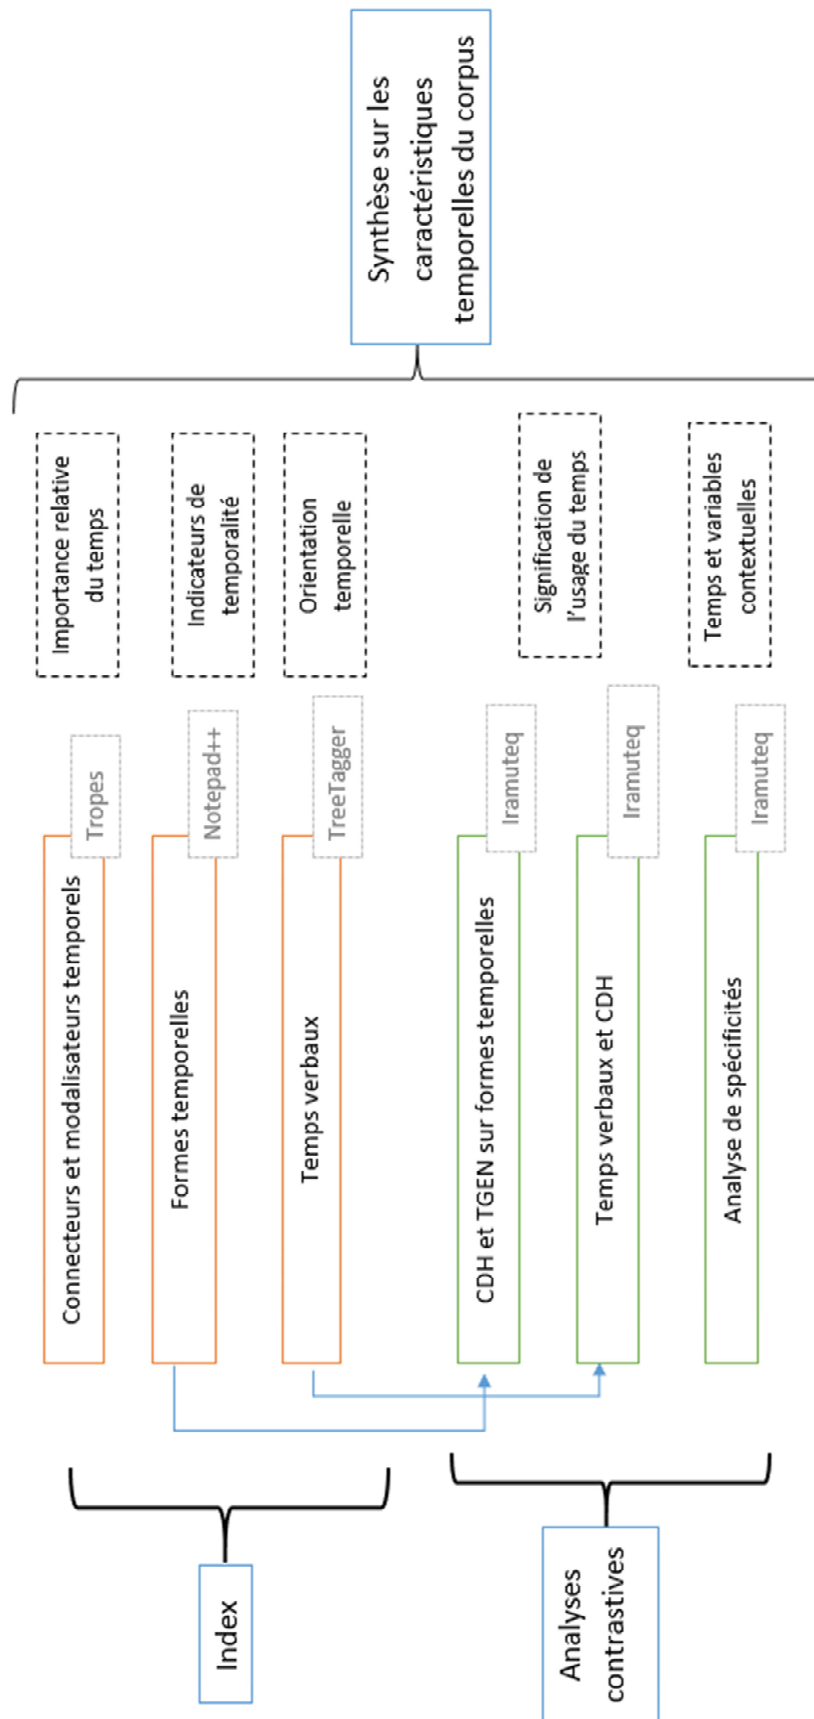 Index
Connecteurs et modalisateurs temporels
Tropes
Importance relative
du temps
Formes temporelles
Notepad++
Indicateurs de
temporalité
Temps verbaux
TreeTagger
Orientation
temporelle
Analyses
contrastives
CDH et TGEN sur formes temporelles
Iramuteq
Signification de
l'usage du temps
Temps verbaux et CDH
Iramuteq
Analyse de spécificités
Iramuteq
Temps et variables
contextuelles
Synthèse sur les
caractéristiques
temporelles du corpus